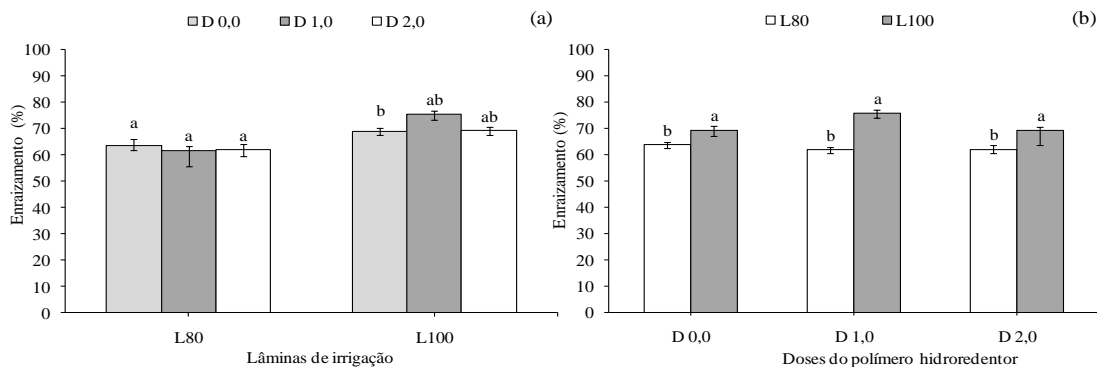 D 0,0 D 1,0 D 2,0 (a)
100
90
80
70
60
50
40
30
20
10
0
Enraizamento (%)
a a a b ab ab
L80 L100
Lâminas de irrigação
L80 L100 (b)
100
90
80
70
60
50
40
30
20
10
0
Enraizamento (%)
b a b a b a
D 0,0 D 1,0 D 2,0
Doses do polímero hidroredentor